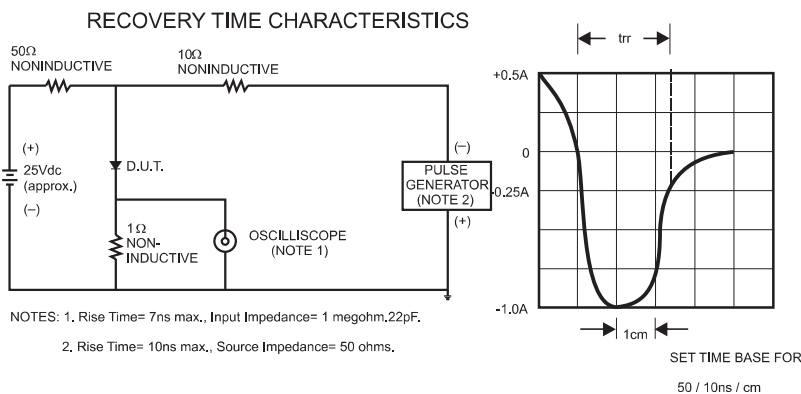 RECOVERY TIME CHARACTERISTICS
50Ω
NONINDUCTIVE
10Ω
NONINDUCTIVE
(+)
25Vdc
(approx.)
(–)
D.U.T.
1Ω
NON-
INDUCTIVE
OSCILLISCOPE
(NOTE 1)
(–)
PULSE
GENERATOR
(NOTE 2)
(+)
trr
+0.5A
0
-0.25A
-1.0A
1cm
NOTES: 1. Rise Time= 7ns max., Input Impedance= 1 megohm.22pF.
2. Rise Time= 10ns max., Source Impedance= 50 ohms.
SET TIME BASE FOR
50 / 10ns / cm